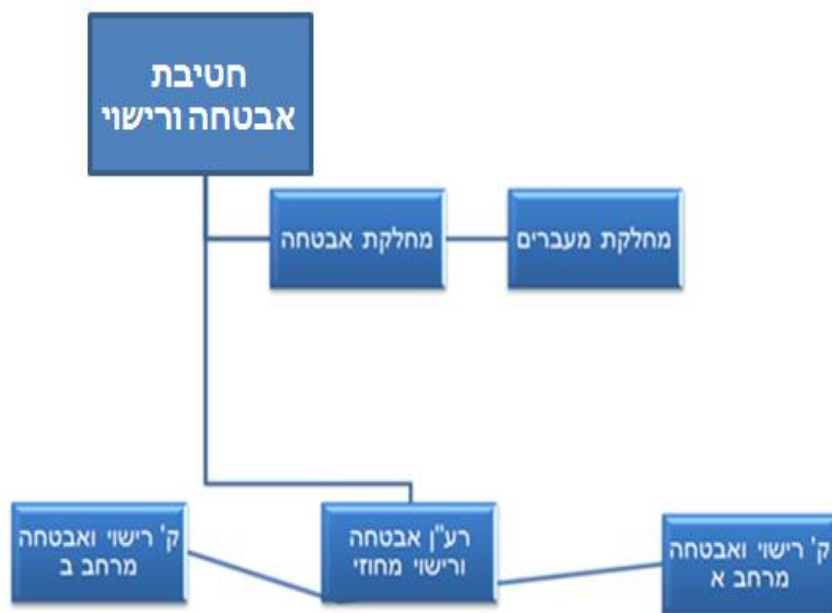 חטיבת
אבטחה ורישוי
מחלקת מעברים
מחלקת אבטחה
ק' רישוי ואבטחה
מרחב א
רע"ן אבטחה
ורישוי מחוזי
ק' רישוי ואבטחה
מרחב ב